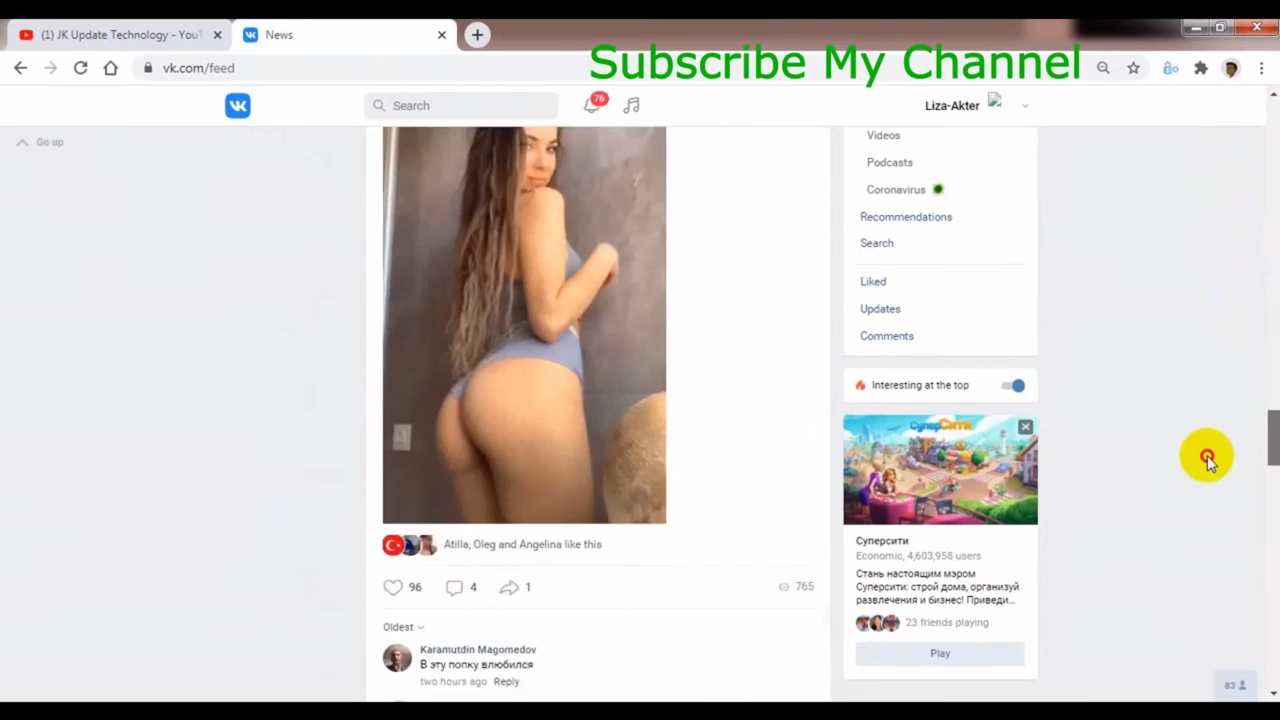 (1) JK Update Technology - YouT
News
Subscribe My Channel
vk.com/feed
Search
76
Liza-Akter
Go up
Videos
Podcasts
Coronavirus
Recommendations
Search
Liked
Updates
Comments
Interesting at the top
СуперСити
Суперсити
Economic, 4,603,958 users
Стань настоящим мэром
Суперсити: строй дома, организуй
развлечения и бизнес! Приведи...
23 friends playing
Play
Atilla, Oleg and Angelina like this
96
4
1
765
Oldest
Karamutdin Magomedov
В эту попку влюбился
two hours ago Reply
83